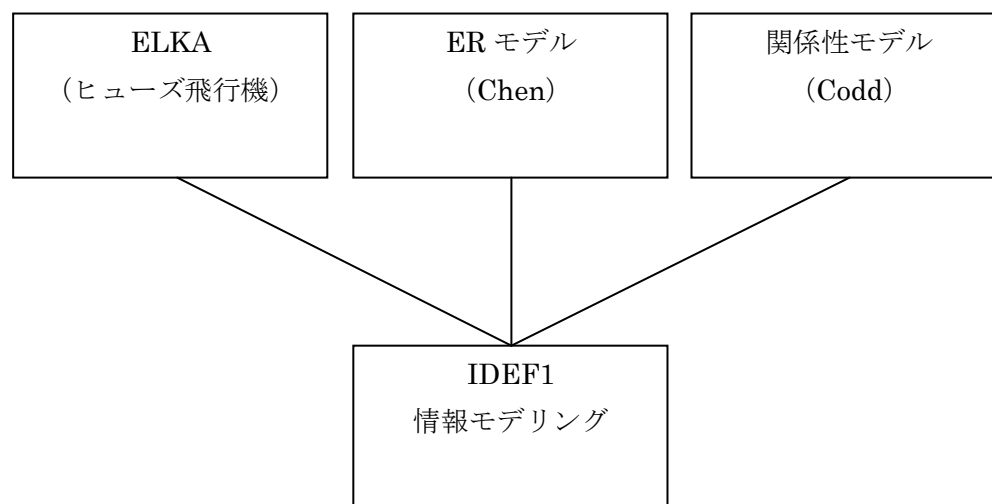 ELKA
(ヒューズ飛行機)
ER モデル
(Chen)
関係性モデル
(Codd)
IDEF1
情報モデリング